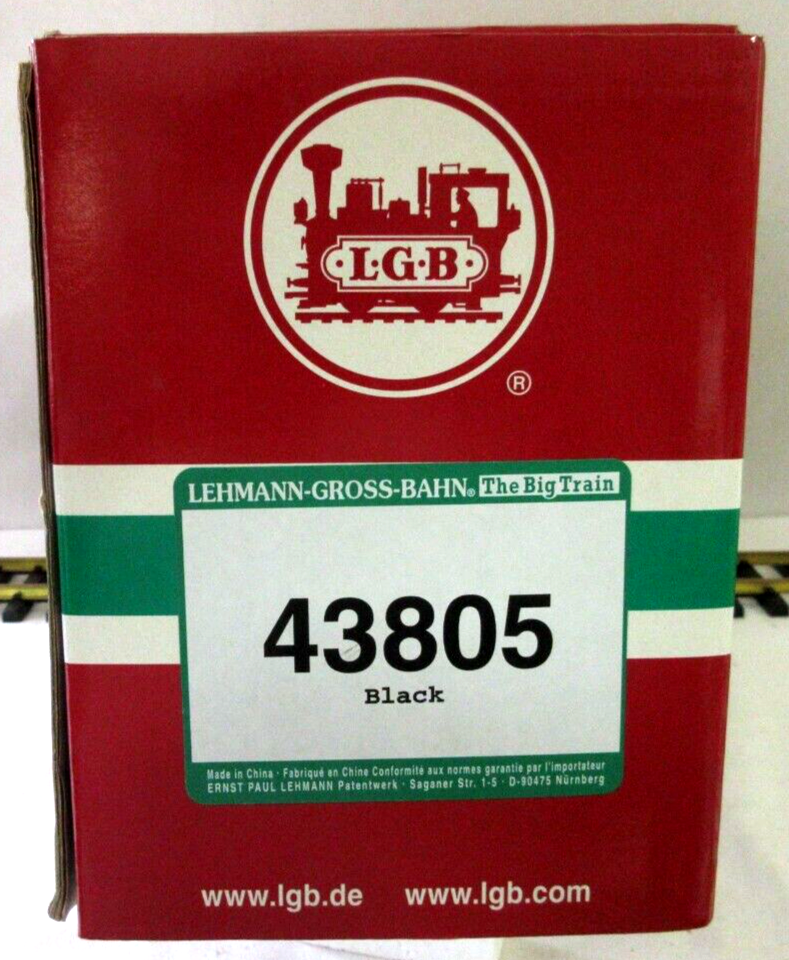 ·L·G·B·
®
LEHMANN-GROSS-BAHN® The Big Train
43805
Black
Made in China · Fabriqué en Chine Conformité aux normes garantie par l'importateur
ERNST PAUL LEHMANN Patentwerk · Saganer Str. 1-5 · D-90475 Nürnberg
www.lgb.de www.lgb.com